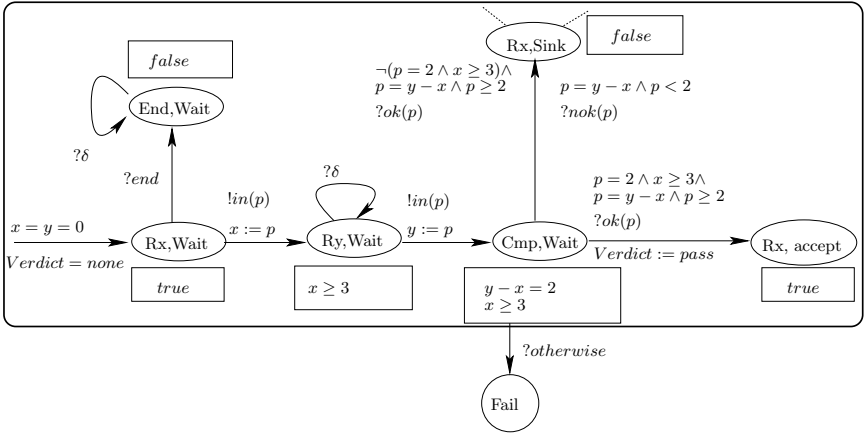 Rx,Sink
false
false
¬(p = 2 ∧ x ≥ 3)∧
p = y − x ∧ p ≥ 2
?ok(p)
p = y − x ∧ p < 2
?nok(p)
End,Wait
?δ
?end
?δ
!in(p)
x := p
!in(p)
y := p
p = 2 ∧ x ≥ 3∧
p = y − x ∧ p ≥ 2
?ok(p)
x = y = 0
Verdict = none
Rx,Wait
Ry,Wait
Cmp,Wait
Verdict := pass
Rx, accept
true
x ≥ 3
y − x = 2
x ≥ 3
true
?otherwise
Fail